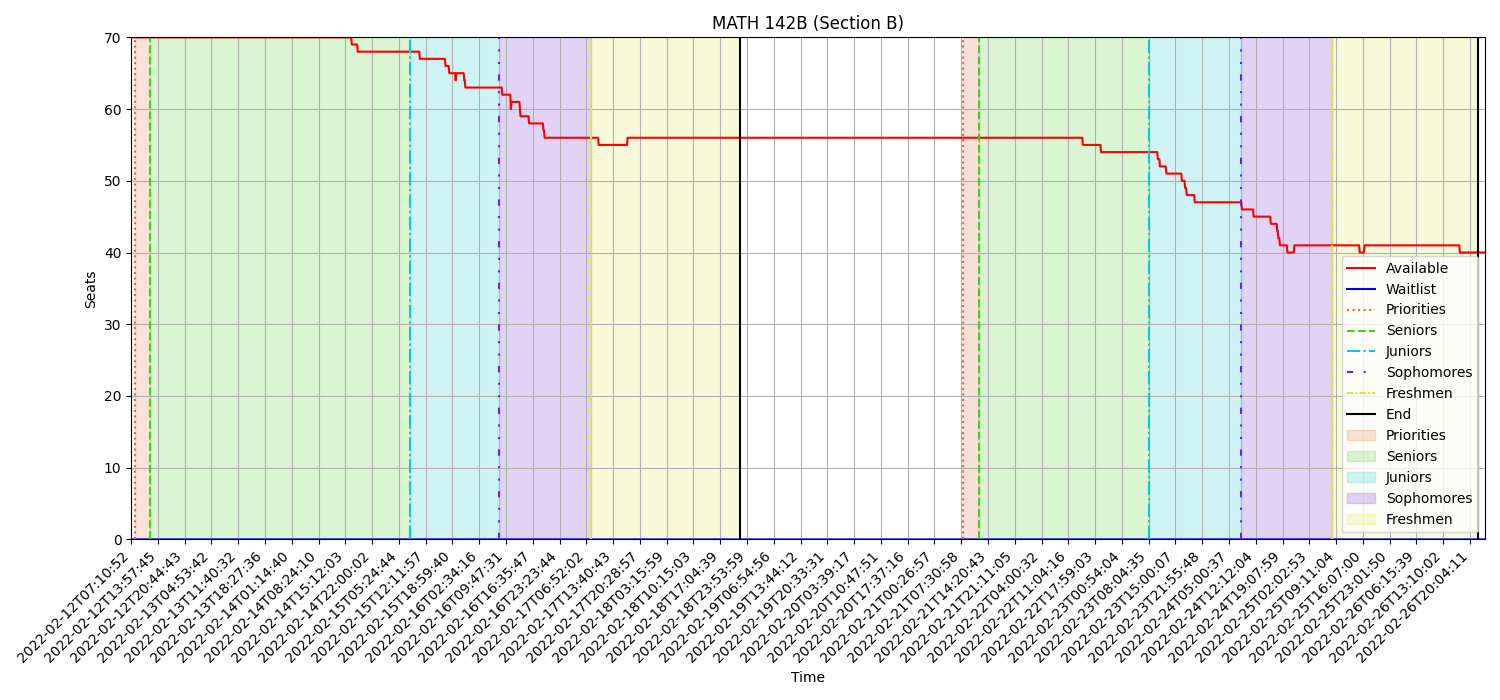 MATH 142B (Section B)
Seats
70
60
50
40
30
20
10
0
Available
Waitlist
Priorities
Seniors
Juniors
Sophomores
Freshmen
End
Priorities
Seniors
Juniors
Sophomores
Freshmen
2022-02-12T07:10:52
2022-02-12T13:57:45
2022-02-12T20:44:43
2022-02-13T04:53:42
2022-02-13T11:40:32
2022-02-13T18:27:36
2022-02-14T01:14:40
2022-02-14T08:24:10
2022-02-14T15:12:03
2022-02-14T22:00:02
2022-02-15T05:24:44
2022-02-15T12:11:57
2022-02-15T18:59:40
2022-02-16T02:34:16
2022-02-16T09:47:31
2022-02-16T16:35:47
2022-02-16T23:23:44
2022-02-17T06:52:02
2022-02-17T13:40:43
2022-02-17T20:28:57
2022-02-18T03:15:59
2022-02-18T10:15:03
2022-02-18T17:04:39
2022-02-18T23:53:59
2022-02-19T06:54:56
2022-02-19T13:44:12
2022-02-19T20:33:31
2022-02-20T03:39:17
2022-02-20T10:47:51
2022-02-20T17:37:16
2022-02-21T00:26:57
2022-02-21T07:30:58
2022-02-21T14:20:43
2022-02-21T21:11:05
2022-02-22T04:00:32
2022-02-22T11:04:16
2022-02-22T17:59:03
2022-02-23T00:54:04
2022-02-23T08:04:35
2022-02-23T15:00:07
2022-02-23T21:55:48
2022-02-24T05:00:37
2022-02-24T12:12:04
2022-02-24T19:07:59
2022-02-25T02:02:53
2022-02-25T09:11:04
2022-02-25T16:07:00
2022-02-25T23:01:50
2022-02-26T06:15:39
2022-02-26T13:10:02
2022-02-26T20:04:11
Time